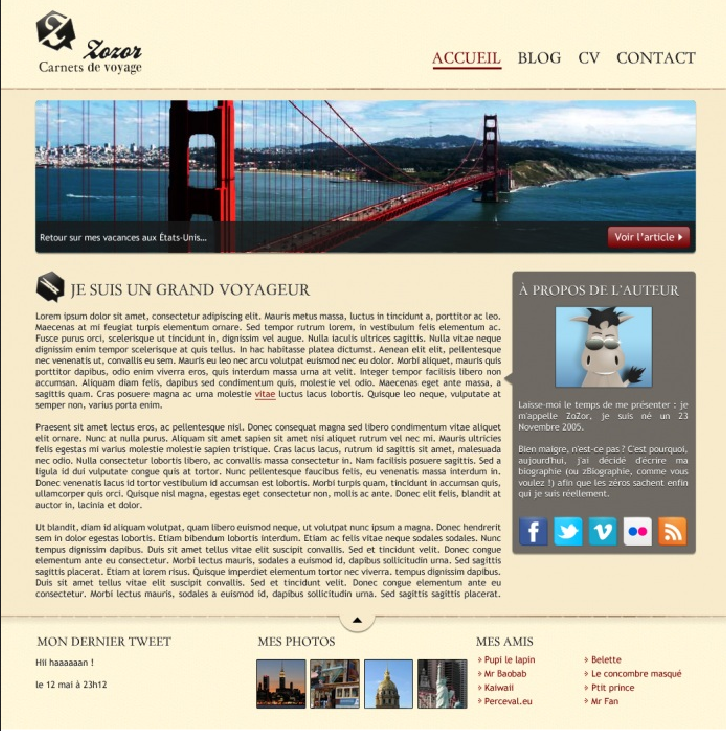 Zozor
Carnets de voyage
ACCUEIL BLOG CV CONTACT
Retour sur mes vacances aux États-Unis...
Voir l'article
JE SUIS UN GRAND VOYAGEUR
Lorem ipsum dolor sit amet, consectetur adipiscing elit. Mauris metus massa, luctus in tincidunt a, porttitor ac leo.
Maecenas at mi feugiat turpis elementum ornare. Sed tempor rutrum lorem, in vestibulum felis elementum ac.
Fusce purus orci, scelerisque ut tincidunt in, dignissim vel augue. Nulla iaculis ultrices sagittis. Nulla vitae neque
dignissim enim tempor scelerisque at quis tellus. In hac habitasse platea dictumst. Aenean elit elit, pellentesque
nec venenatis ut, convallis eu sem. Mauris eu leo nec arcu volutpat euismod nec eu dolor. Morbi aliquet, mauris quis
porttitor dapibus, odio enim viverra eros, quis interdum massa urna at velit. Integer tempor facilisis libero non
accumsan. Aliquam diam felis, dapibus sed condimentum quis, molestie vel odio. Maecenas eget ante massa, a
sagittis quam. Cras posuere magna ac urna molestie vitae luctus lacus lobortis. Quisque leo neque, vulputate at
semper non, varius porta enim.
Praesent sit amet lectus eros, ac pellentesque nisl. Donec consequat magna sed libero condimentum vitae aliquet
elit ornare. Nunc at nulla purus. Aliquam sit amet sapien sit amet nisi aliquet rutrum vel nec mi. Mauris ultricies
felis egestas mi varius molestie molestie sapien tristique. Cras lacus lacus, rutrum id sagittis sit amet, malesuada
nec odio. Nulla consectetur lobortis libero, ac convallis massa consectetur in. Nam facilisis posuere sagittis. Sed a
ligula id dui vulputate congue. Nunc tortor nunc, pellentesque faucibus felis, eu venenatis massa interdum in.
Donec venenatis lacus id tortor vestibulum id accumsan est lobortis. Morbi turpis quam, tincidunt in accumsan quis,
ullamcorper quis orci. Quisque nisl magna, egestas eget consectetur non, mollis ac ante. Donec elit felis, blandit at
auctor in, lacinia et dolor.
Ut blandit, diam id aliquam volutpat, quam libero euismod neque, ut volutpat nunc ipsum a magna. Donec hendrerit
sem in dolor egestas lobortis. Etiam bibendum lobortis interdum. Etiam ac felis vitae neque sodales sodales. Nunc
tempus dignissim dapibus. Duis sit amet tellus vitae elit suscipit convallis. Sed et tincidunt velit. Donec congue
elementum ante eu consectetur. Morbi lectus mauris, sodales a euismod id, dapibus sollicitudin urna. Sed sagittis
sagittis placerat. Etiam at lorem risus. Quisque imperdiet elementum tortor nec viverra. tempus dignissim dapibus.
Duis sit amet tellus vitae elit suscipit convallis. Sed et tincidunt velit. Donec congue elementum ante eu
consectetur. Morbi lectus mauris, sodales a euismod id, dapibus sollicitudin urna. Sed sagittis sagittis placerat.
À PROPOS DE L'AUTEUR
Laisse-moi le temps de me présenter : je
m'appelle ZoZor, je suis né un 23
Novembre 2005.
Bien maigre, n'est-ce pas ? C'est pourquoi,
aujourd'hui, j'ai décidé d'écrire ma
biographie (ou zBiographie, comme vous
voulez !) afin que les zéros sachent enfin
qui je suis réellement.
MON DERNIER TWEET
Hii haaaaaan !
le 12 mai à 23h12
MES PHOTOS
MES AMIS
Pupi le lapin
Mr Baobab
Kaiwaii
Perceval.eu
Belette
Le concombre masqué
Ptit prince
Mr Fan